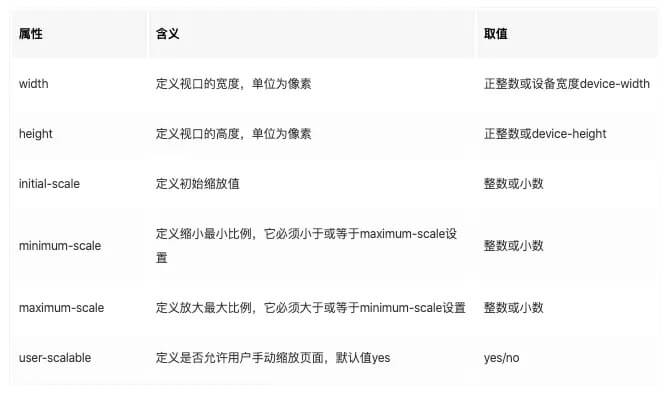 属性 含义 取值
width 定义视口的宽度，单位为像素 正整数或设备宽度device-width
height 定义视口的高度，单位为像素 正整数或device-height
initial-scale 定义初始缩放值 整数或小数
minimum-scale 定义缩小最小比例，它必须小于或等于maximum-scale设
置 整数或小数
maximum-scale 定义放大最大比例，它必须大于或等于minimum-scale设置 整数或小数
user-scalable 定义是否允许用户手动缩放页面，默认值yes yes/no